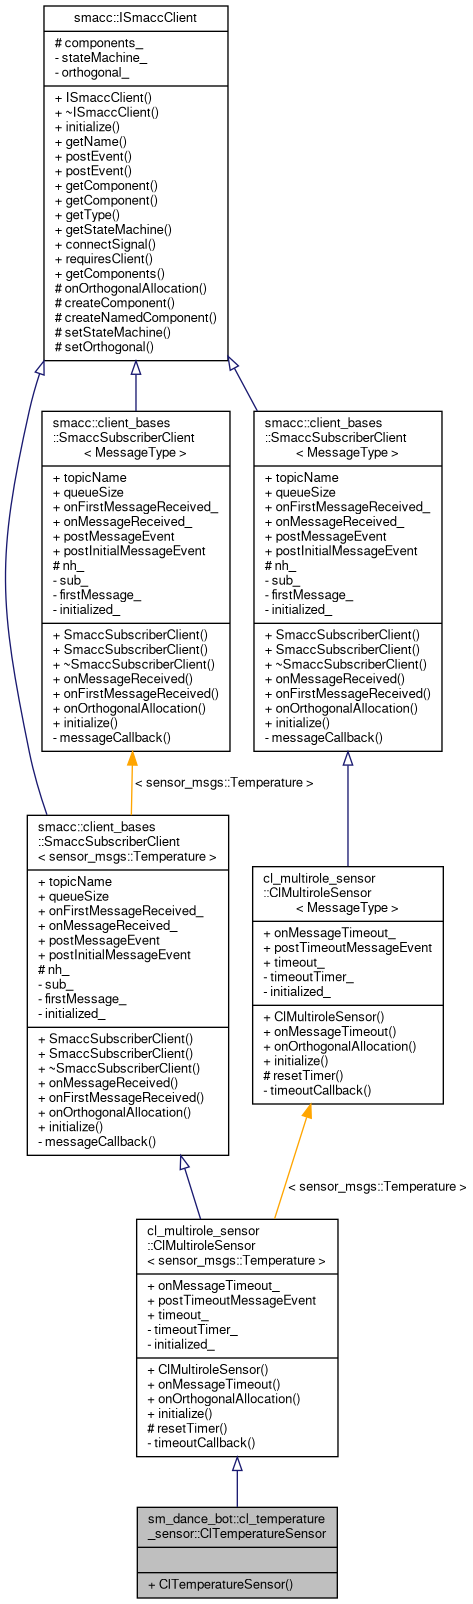 smacc::ISmaccClient
# components_
- stateMachine_
- orthogonal_
+ ISmaccClient()
+ ~ISmaccClient()
+ initialize()
+ getName()
+ postEvent()
+ postEvent()
+ getComponent()
+ getComponent()
+ getType()
+ getStateMachine()
+ connectSignal()
+ requiresClient()
+ getComponents()
# onOrthogonalAllocation()
# createComponent()
# createNamedComponent()
# setStateMachine()
# setOrthogonal()
smacc::client_bases
::SmaccSubscriberClient
< MessageType >
+ topicName
+ queueSize
+ onFirstMessageReceived_
+ onMessageReceived_
+ postMessageEvent
+ postInitialMessageEvent
# nh_
- sub_
- firstMessage_
- initialized_
+ SmaccSubscriberClient()
+ SmaccSubscriberClient()
+ ~SmaccSubscriberClient()
+ onMessageReceived()
+ onFirstMessageReceived()
+ onOrthogonalAllocation()
+ initialize()
- messageCallback()
smacc::client_bases
::SmaccSubscriberClient
< MessageType >
+ topicName
+ queueSize
+ onFirstMessageReceived_
+ onMessageReceived_
+ postMessageEvent
+ postInitialMessageEvent
# nh_
- sub_
- firstMessage_
- initialized_
+ SmaccSubscriberClient()
+ SmaccSubscriberClient()
+ ~SmaccSubscriberClient()
+ onMessageReceived()
+ onFirstMessageReceived()
+ onOrthogonalAllocation()
+ initialize()
- messageCallback()
< sensor_msgs::Temperature >
smacc::client_bases
::SmaccSubscriberClient
< sensor_msgs::Temperature >
+ topicName
+ queueSize
+ onFirstMessageReceived_
+ onMessageReceived_
+ postMessageEvent
+ postInitialMessageEvent
# nh_
- sub_
- firstMessage_
- initialized_
+ SmaccSubscriberClient()
+ SmaccSubscriberClient()
+ ~SmaccSubscriberClient()
+ onMessageReceived()
+ onFirstMessageReceived()
+ onOrthogonalAllocation()
+ initialize()
- messageCallback()
cl_multirole_sensor
::ClMultiroleSensor
< MessageType >
+ onMessageTimeout_
+ postTimeoutMessageEvent
+ timeout_
- timeoutTimer_
- initialized_
+ ClMultiroleSensor()
+ onMessageTimeout()
+ onOrthogonalAllocation()
+ initialize()
# resetTimer()
- timeoutCallback()
< sensor_msgs::Temperature >
cl_multirole_sensor
::ClMultiroleSensor
< sensor_msgs::Temperature >
+ onMessageTimeout_
+ postTimeoutMessageEvent
+ timeout_
- timeoutTimer_
- initialized_
+ ClMultiroleSensor()
+ onMessageTimeout()
+ onOrthogonalAllocation()
+ initialize()
# resetTimer()
- timeoutCallback()
sm_dance_bot::cl_temperature
_sensor::ClTemperatureSensor
+ ClTemperatureSensor()